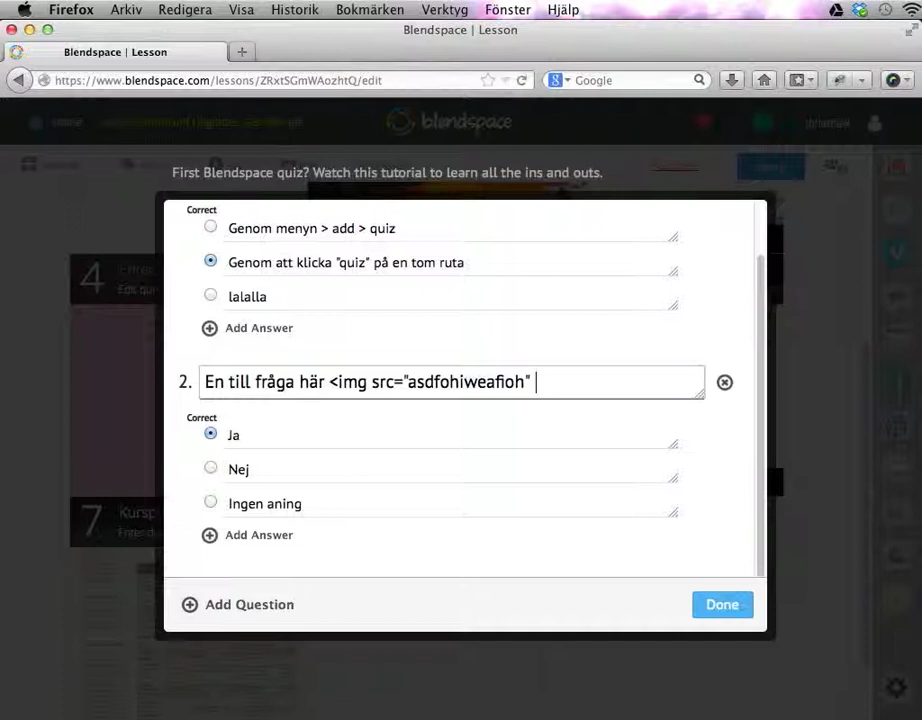 Firefox Arkiv Redigera Visa Historik Bokmärken Verktyg Fönster Hjälp
Blendspace | Lesson
Blendspace | Lesson
https://www.blendspace.com/lessons/ZRxtSGmWAozhtQ/edit
Google
blendspace
First Blendspace quiz? Watch this tutorial to learn all the ins and outs.
Correct
Genom menyn > add > quiz
Genom att klicka "quiz" på en tom ruta
lalalla
Add Answer
4
2. En till fråga här <img src="asdfohiweafioh"
Correct
Ja
Nej
Ingen aning
Add Answer
7
Add Question
Done